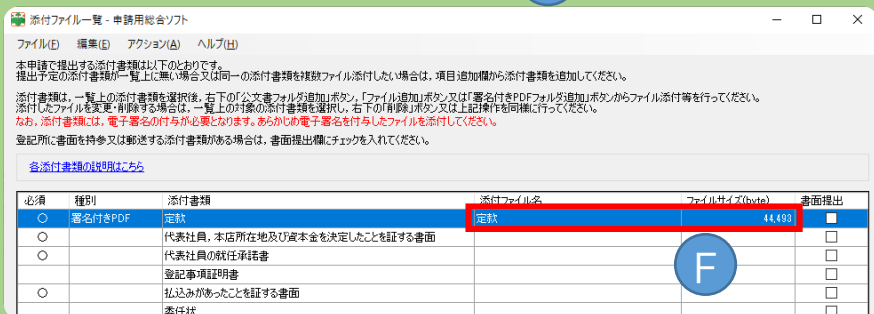 添付ファイル一覧 - 申請用総合ソフト
ファイル(F) 編集(E) アクション(A) ヘルプ(H)
本申請で提出する添付書類は以下のとおりです。
提出予定の添付書類が一覧上に無い場合又は同一の添付書類を複数ファイル添付したい場合は，項目追加欄から添付書類を追加してください。
添付書類は，一覧上の添付書類を選択後，右下の「公文書フォルダ追加」ボタン，「ファイル追加」ボタン又は「署名付きPDFフォルダ追加」ボタンからファイル添付等を行ってください。
添付したファイルを変更・削除する場合は，一覧上の対象の添付書類を選択し，右下の「削除」ボタン又は上記操作を同様に行ってください。
なお，添付書類には，電子署名の付与が必要となります。あらかじめ電子署名を付与したファイルを添付してください。
登記所に書面を持参又は郵送する添付書類がある場合は，書面提出欄にチェックを入れてください。
各添付書類の説明はこちら
必須 種別 添付書類 添付ファイル名 ファイルサイズ(byte) 書面提出
○ 署名付きPDF 定款 定款 44,493
○ 代表社員，本店所在地及び資本金を決定したことを証する書面
○ 代表社員の就任承諾書
登記事項証明書
F
○ 払込みがあったことを証する書面
委任状